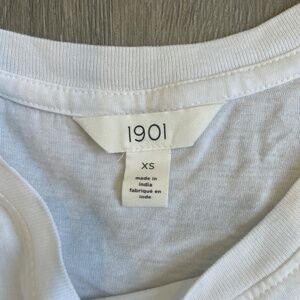 1901
XS
made in
india
fabriqué en
inde